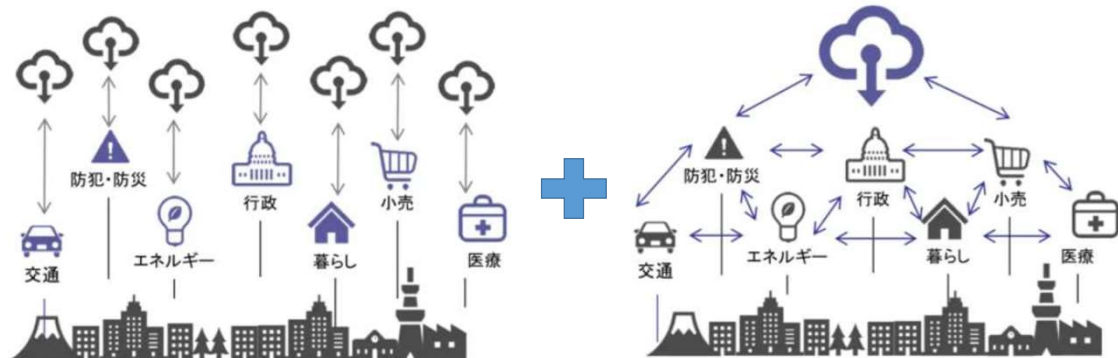 防犯・防災
行政
小売
交通
エネルギー
暮らし
医療
防犯・防災
行政
小売
交通
エネルギー
暮らし
医療